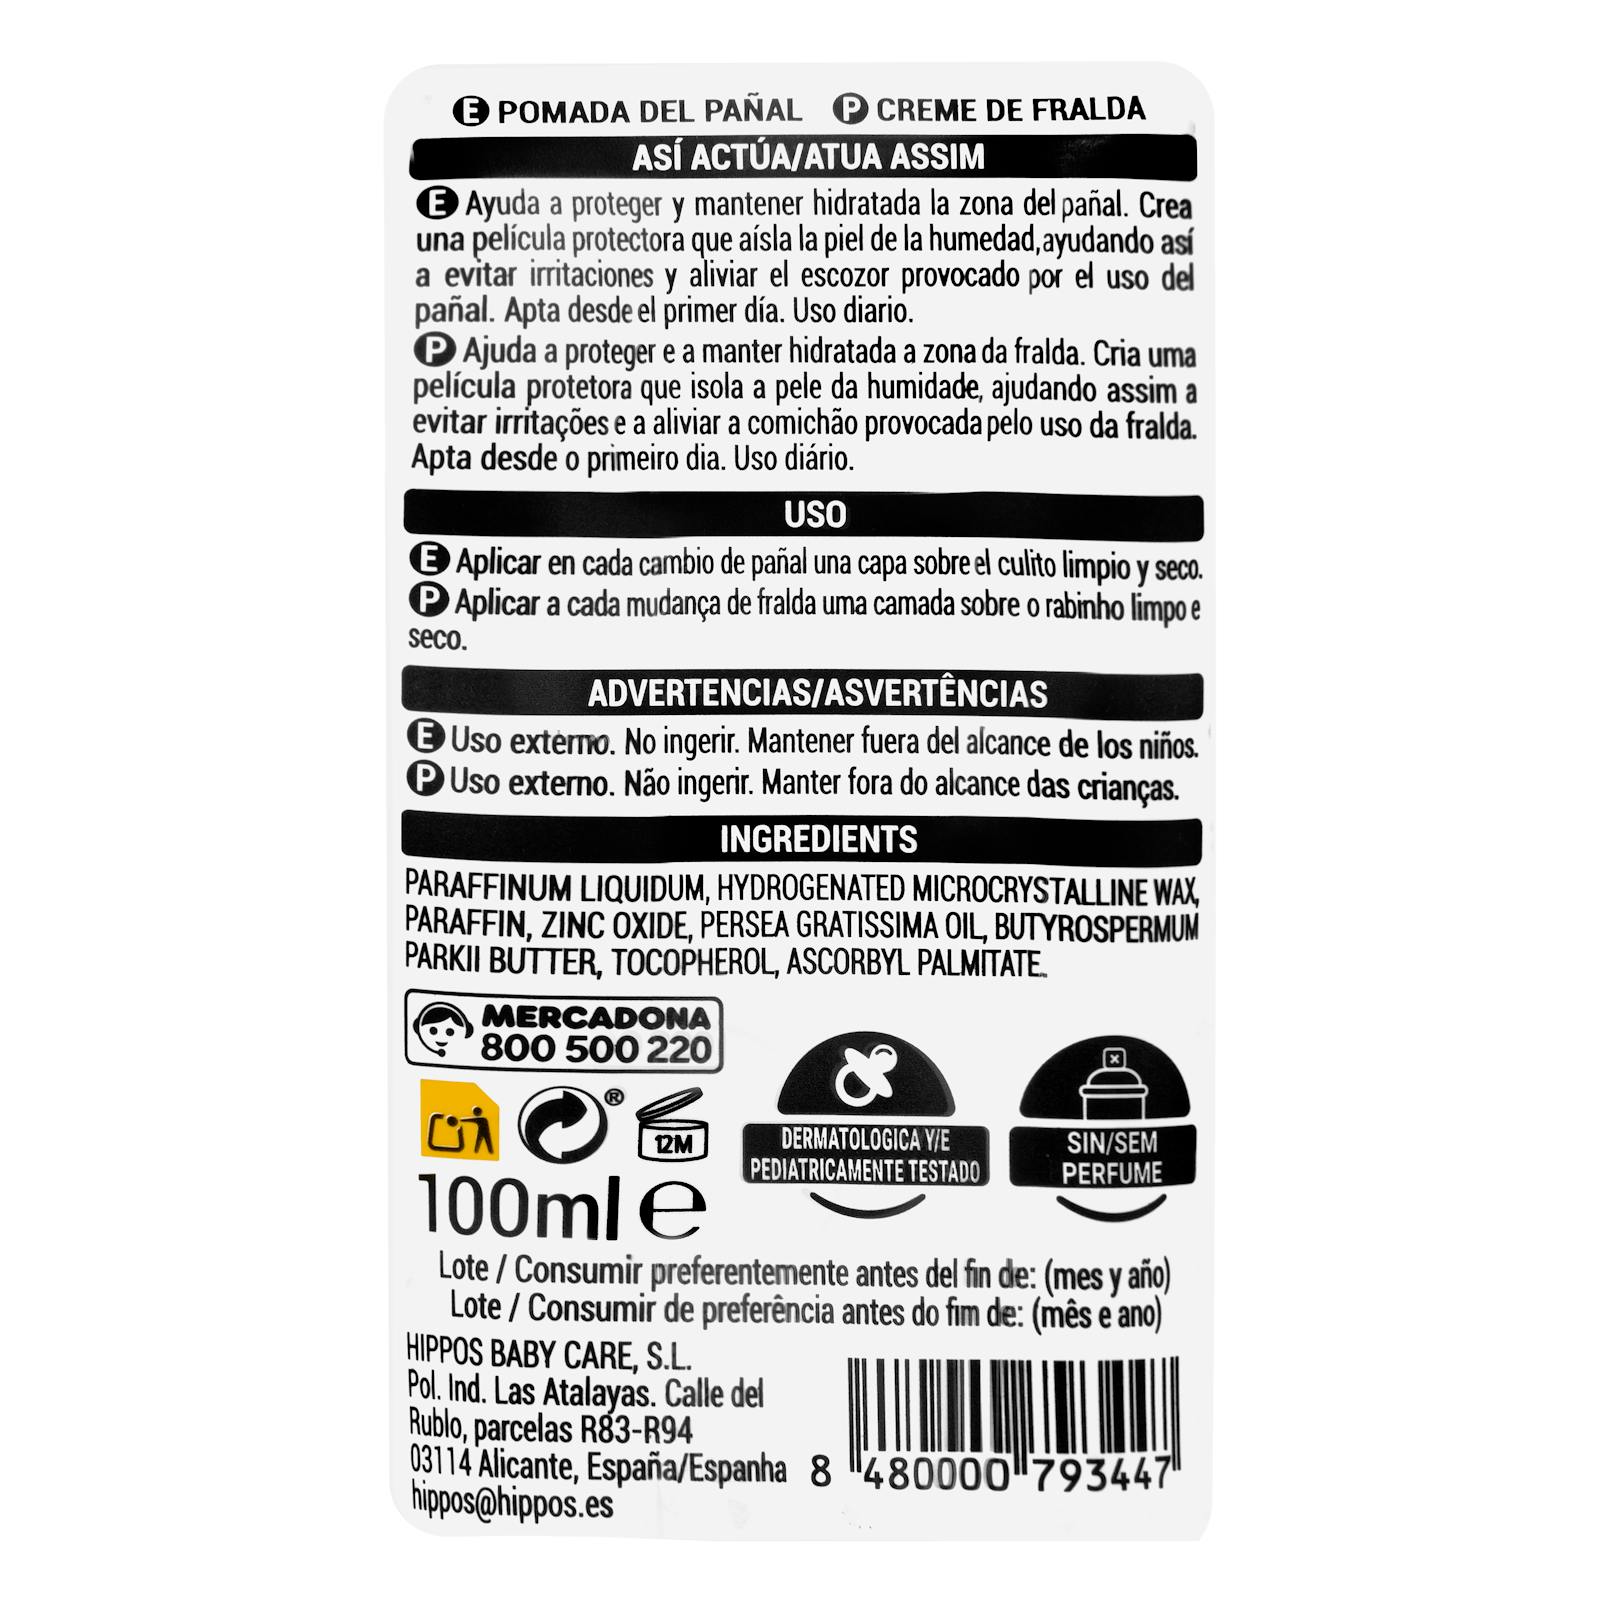 E POMADA DEL PAÑAL P CREME DE FRALDA
ASÍ ACTÚA/ATUA ASSIM
E Ayuda a proteger y mantener hidratada la zona del pañal. Crea
una película protectora que aísla la piel de la humedad,ayudando así
a evitar irritaciones y aliviar el escozor provocado por el uso del
pañal. Apta desde el primer día. Uso diario.
P Ajuda a proteger e a manter hidratada a zona da fralda. Cria uma
película protetora que isola a pele da humidade, ajudando assim a
evitar irritações e a aliviar a comichão provocada pelo uso da fralda.
Apta desde o primeiro dia. Uso diário.
USO
E Aplicar en cada cambio de pañal una capa sobre el culito limpio y seco.
P Aplicar a cada mudança de fralda uma camada sobre o rabinho limpo e
seco.
ADVERTENCIAS/ASVERTÊNCIAS
E Uso externo. No ingerir. Mantener fuera del alcance de los niños.
P Uso externo. Não ingerir. Manter fora do alcance das crianças.
INGREDIENTS
PARAFFINUM LIQUIDUM, HYDROGENATED MICROCRYSTALLINE WAX,
PARAFFIN, ZINC OXIDE, PERSEA GRATISSIMA OIL, BUTYROSPERMUM
PARKII BUTTER, TOCOPHEROL, ASCORBYL PALMITATE.
MERCADONA
800 500 220
®
12M
DERMATOLOGICA Y/E
PEDIATRICAMENTE TESTADO
SIN/SEM
PERFUME
100ml e
Lote / Consumir preferentemente antes del fin de: (mes y año)
Lote / Consumir de preferência antes do fim de: (mês e ano)
HIPPOS BABY CARE, S.L.
Pol. Ind. Las Atalayas. Calle del
Rublo, parcelas R83-R94
03114 Alicante, España/Espanha
hippos@hippos.es
8 480000 793447